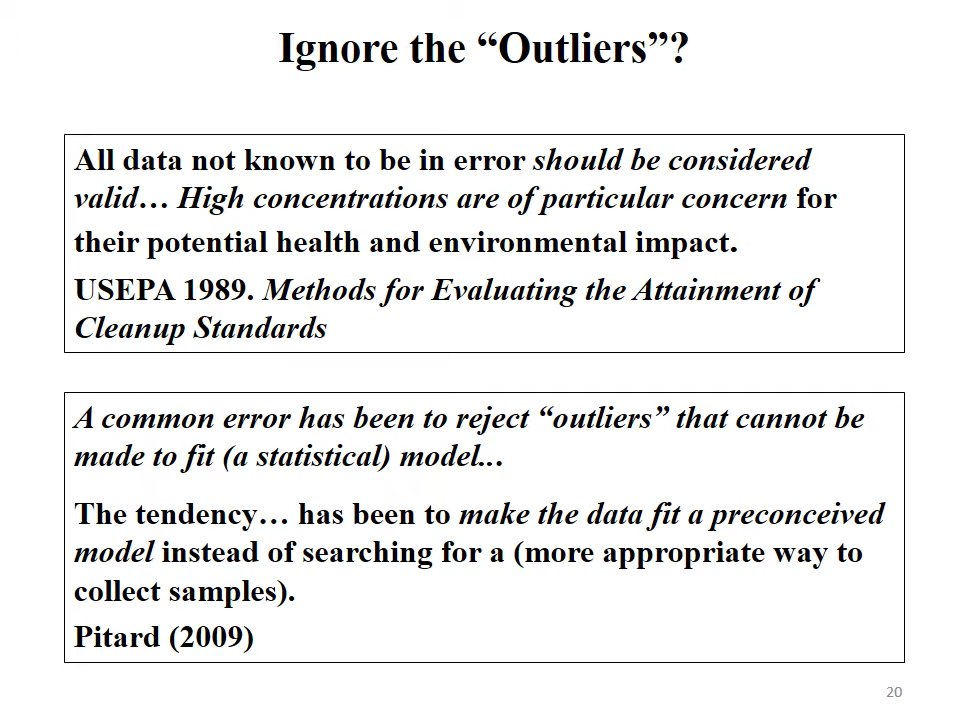 Ignore the “Outliers”?
All data not known to be in error should be considered
valid… High concentrations are of particular concern for
their potential health and environmental impact.
USEPA 1989. Methods for Evaluating the Attainment of
Cleanup Standards
A common error has been to reject “outliers” that cannot be
made to fit (a statistical) model...
The tendency… has been to make the data fit a preconceived
model instead of searching for a (more appropriate way to
collect samples).
Pitard (2009)
20